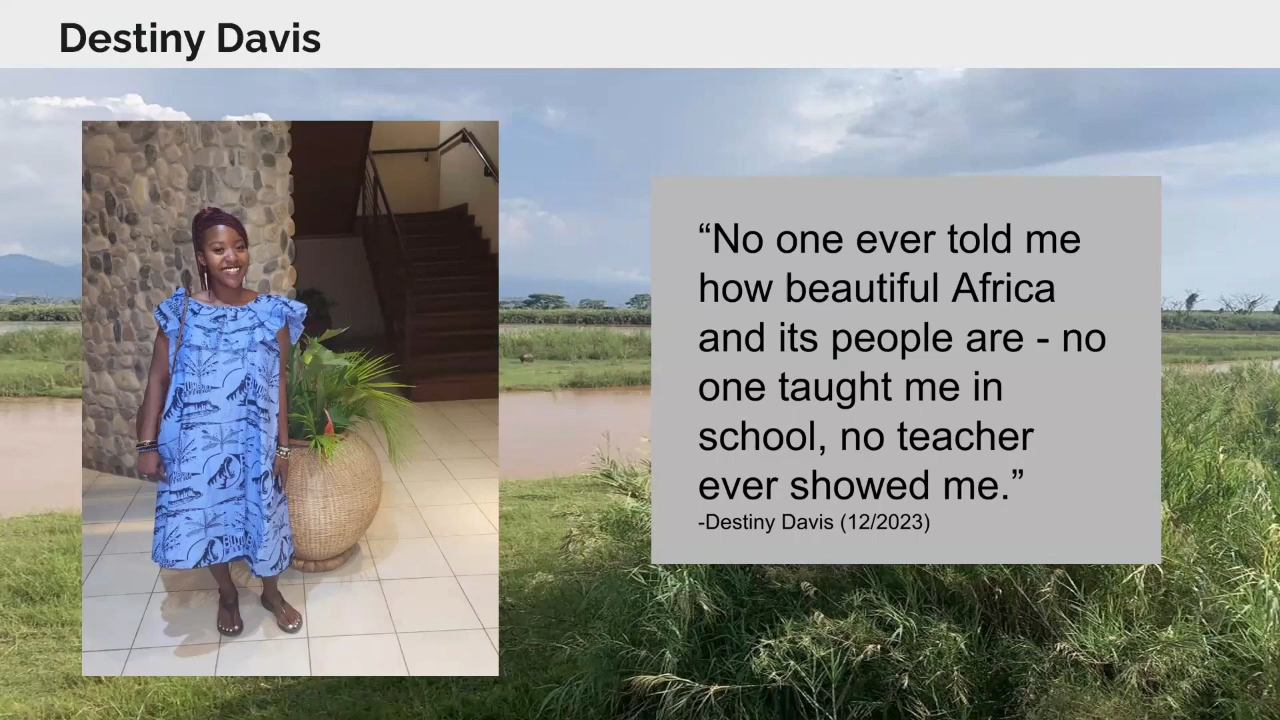 Destiny Davis
“No one ever told me
how beautiful Africa
and its people are - no
one taught me in
school, no teacher
ever showed me.”
-Destiny Davis (12/2023)